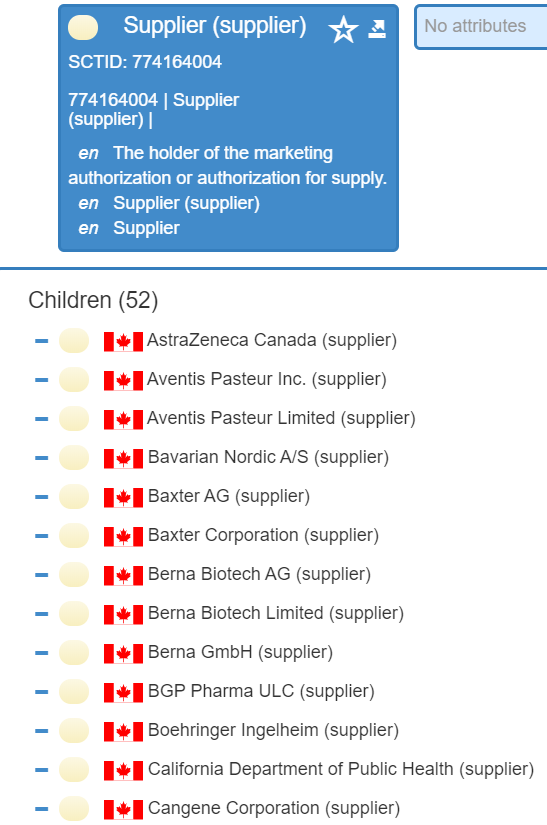 Supplier (supplier)
No attributes
SCTID: 774164004
774164004 | Supplier
(supplier) |
en The holder of the marketing
authorization or authorization for supply.
en Supplier (supplier)
en Supplier
Children (52)
AstraZeneca Canada (supplier)
Aventis Pasteur Inc. (supplier)
Aventis Pasteur Limited (supplier)
Bavarian Nordic A/S (supplier)
Baxter AG (supplier)
Baxter Corporation (supplier)
Berna Biotech AG (supplier)
Berna Biotech Limited (supplier)
Berna GmbH (supplier)
BGP Pharma ULC (supplier)
Boehringer Ingelheim (supplier)
California Department of Public Health (supplier)
Cangene Corporation (supplier)